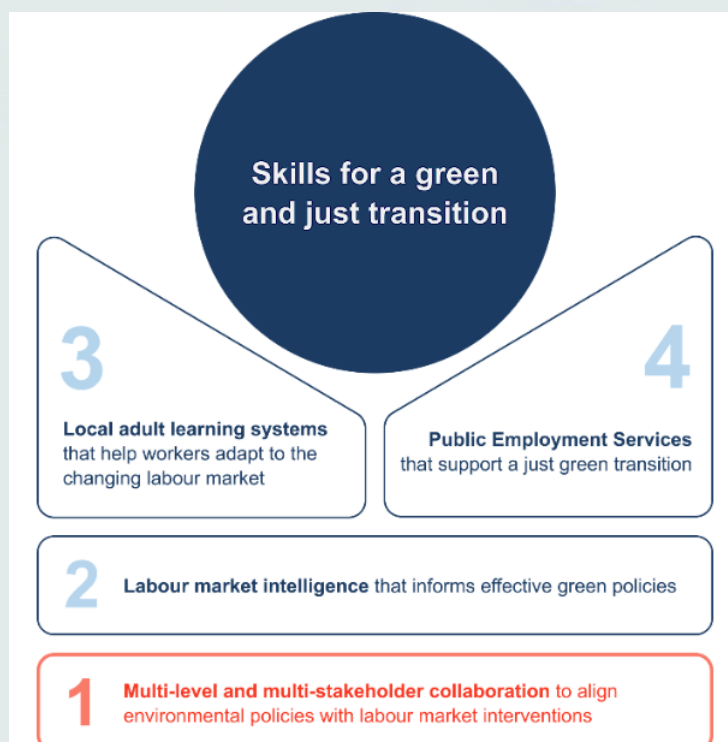 Skills for a green
and just transition
3
Local adult learning systems
that help workers adapt to the
changing labour market
4
Public Employment Services
that support a just green transition
2
Labour market intelligence that informs effective green policies
1
Multi-level and multi-stakeholder collaboration to align
environmental policies with labour market interventions